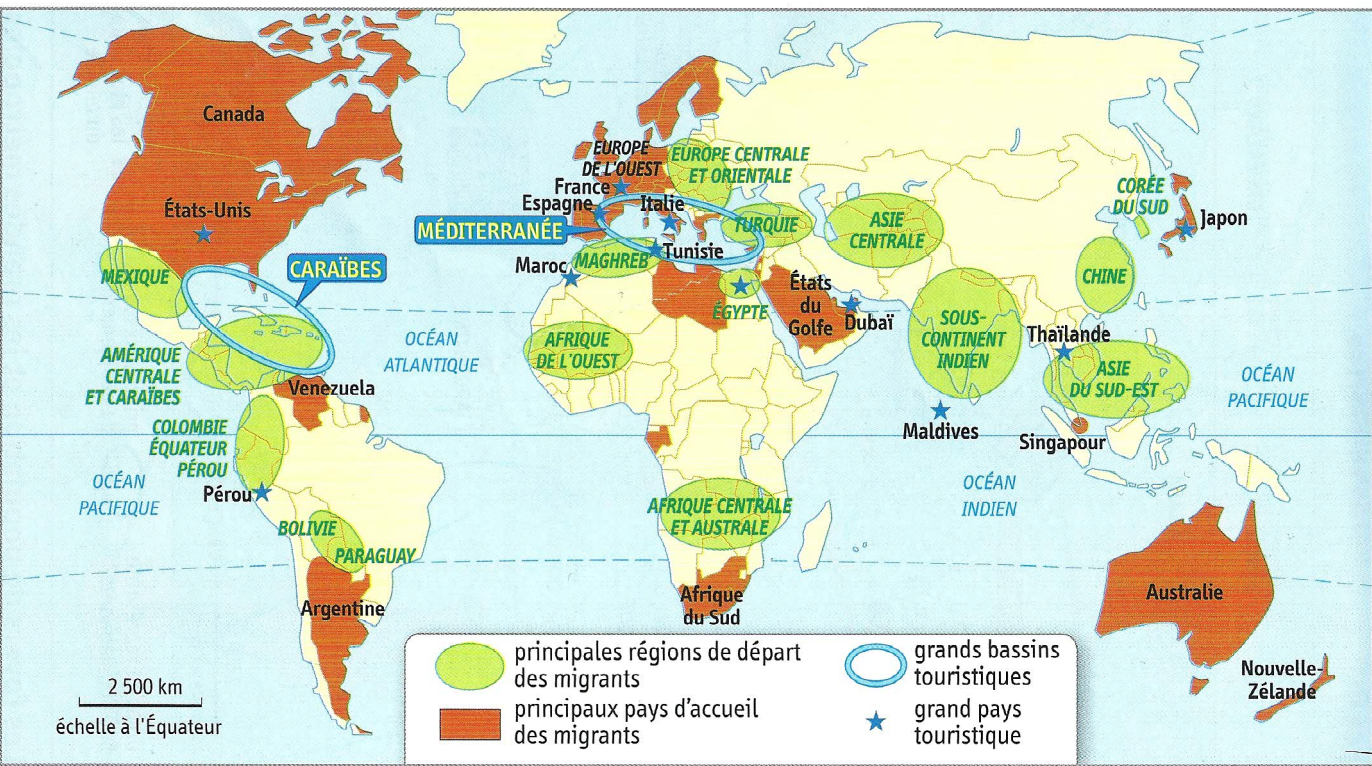 Canada
États-Unis
MEXIQUE
CARAÏBES
AMÉRIQUE
CENTRALE
ET CARAÏBES
Venezuela
COLOMBIE
ÉQUATEUR
PÉROU
Pérou
BOLIVIE
PARAGUAY
Argentine
OCÉAN
PACIFIQUE
OCÉAN
ATLANTIQUE
EUROPE
DE L'OUEST
France
Espagne
Italie
MÉDITERRANÉE
Maroc
MAGHREB
Tunisie
EUROPE CENTRALE
ET ORIENTALE
TURQUIE
ÉGYPTE
États
du
Golfe
Dubaï
AFRIQUE
DE L'OUEST
AFRIQUE CENTRALE
ET AUSTRALE
Afrique
du Sud
ASIE
CENTRALE
SOUS-
CONTINENT
INDIEN
Maldives
OCÉAN
INDIEN
CORÉE
DU SUD
Japon
CHINE
Thaïlande
ASIE
DU SUD-EST
Singapour
OCÉAN
PACIFIQUE
Australie
Nouvelle-
Zélande
2 500 km
échelle à l'Équateur
principales régions de départ
des migrants
principaux pays d'accueil
des migrants
grands bassins
touristiques
grand pays
touristique